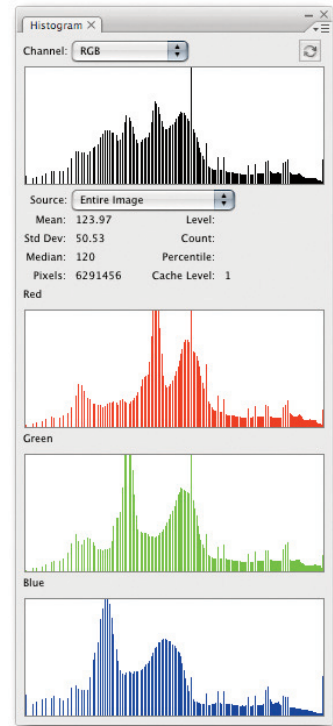 Histogram ×
Channel: RGB
Source: Entire Image
Mean: 123.97 Level:
Std Dev: 50.53 Count:
Median: 120 Percentile:
Pixels: 6291456 Cache Level: 1
Red
Green
Blue